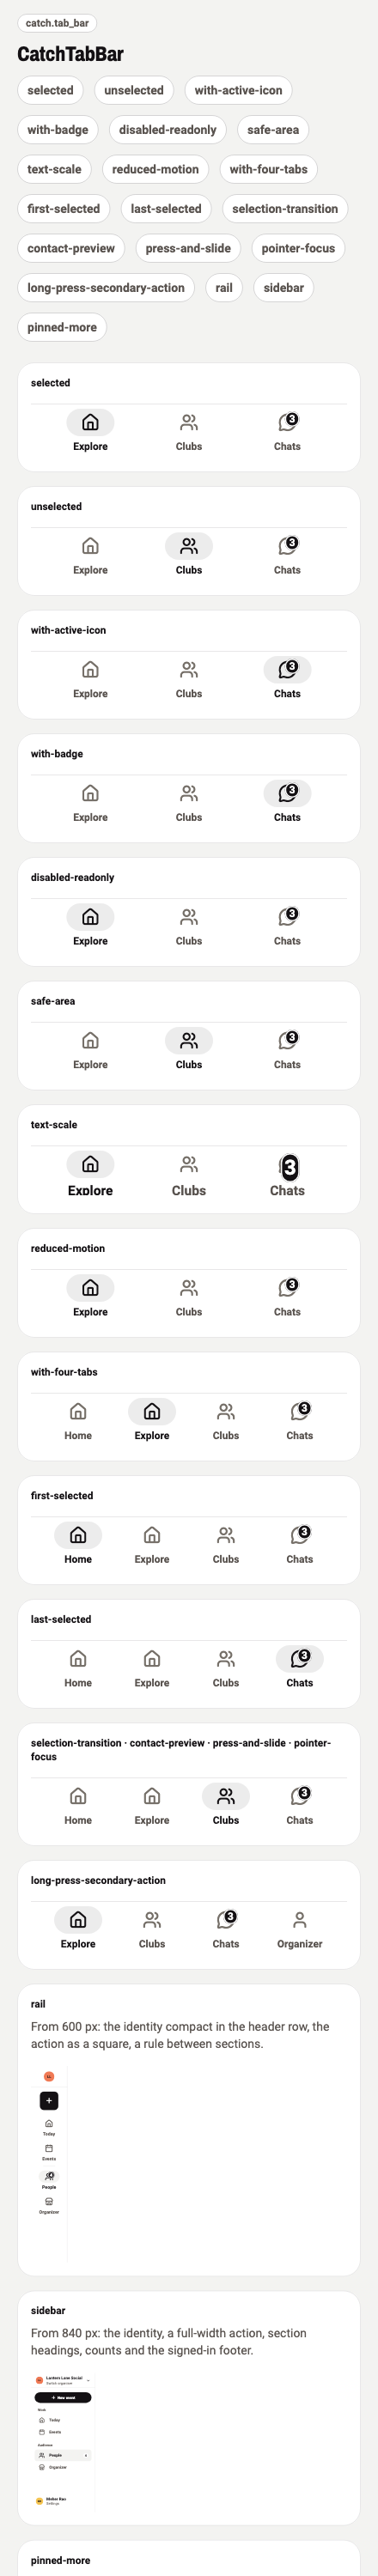 catch.tab_bar
CatchTabBar
selected unselected with-active-icon
with-badge disabled-readonly safe-area
text-scale reduced-motion with-four-tabs
first-selected last-selected selection-transition
contact-preview press-and-slide pointer-focus
long-press-secondary-action rail sidebar
pinned-more
selected
3
Explore Clubs Chats
unselected
3
Explore Clubs Chats
with-active-icon
3
Explore Clubs Chats
with-badge
3
Explore Clubs Chats
disabled-readonly
3
Explore Clubs Chats
safe-area
3
Explore Clubs Chats
text-scale
3
Explore Clubs Chats
reduced-motion
3
Explore Clubs Chats
with-four-tabs
3
Home Explore Clubs Chats
first-selected
3
Home Explore Clubs Chats
last-selected
3
Home Explore Clubs Chats
selection-transition · contact-preview · press-and-slide · pointer-
focus
3
Home Explore Clubs Chats
long-press-secondary-action
3
Explore Clubs Chats Organizer
rail
From 600 px: the identity compact in the header row, the
action as a square, a rule between sections.
Today
Events
People
Organizer
sidebar
From 840 px: the identity, a full-width action, section
headings, counts and the signed-in footer.
Lantern Lane Social
Switch organizer
+ New event
Today
Events
Audience
People
Organizer
Settings
pinned-more